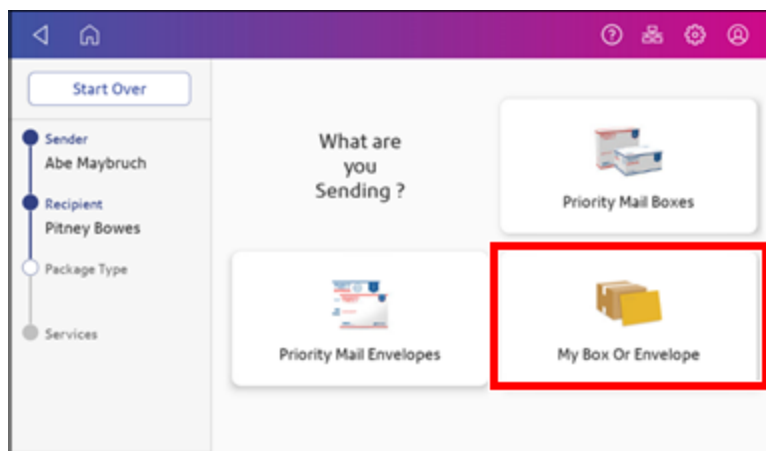 Start Over
Sender
Abe Maybruch
Recipient
Pitney Bowes
Package Type
Services
What are
you
Sending ?
Priority Mail Boxes
Priority Mail Envelopes
My Box Or Envelope